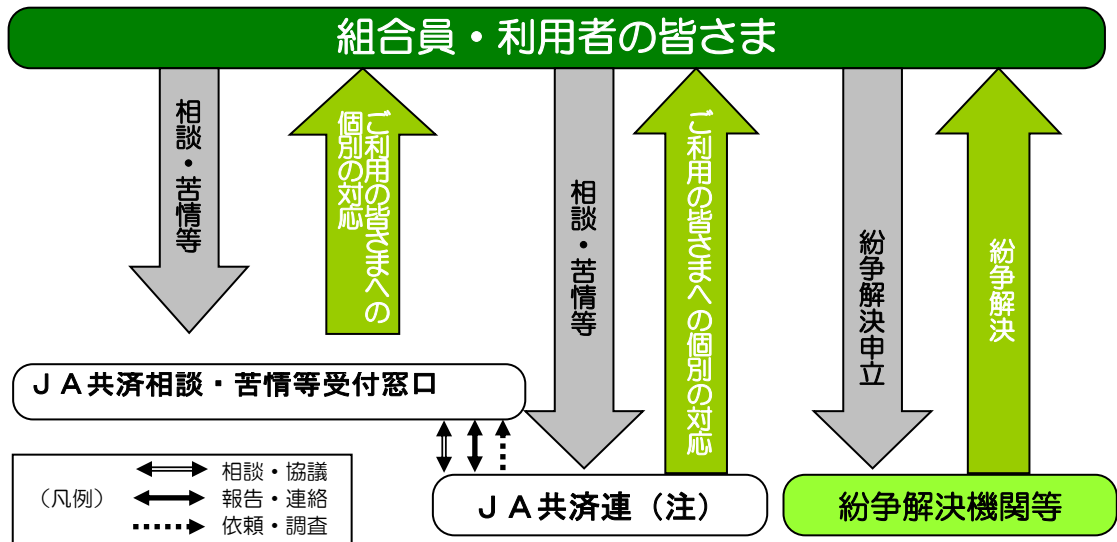 組合員・利用者の皆さま
相談・苦情等
ご利用の皆さまへの
個別の対応
相談・苦情等
ご利用の皆さまへの個別の対応
紛争解決申立
紛争解決
ＪＡ共済相談・苦情等受付窓口
ＪＡ共済連（注）
紛争解決機関等
（凡例）
相談・協議
報告・連絡
依頼・調査